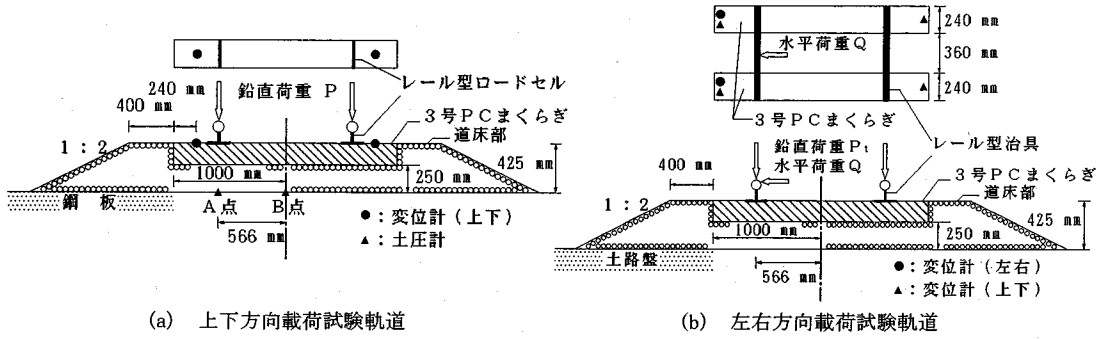 レール型ロードセル
鉛直荷重 P
240 mm
400 mm
3号PCまくらぎ
道床部
1:2
425 mm
1000 mm
250 mm
鋼 板
A点
B点
566 mm
●:変位計(上下)
▲:土圧計
(a) 上下方向載荷試験軌道
240 mm
水平荷重Q
360 mm
240 mm
3号PCまくらぎ
鉛直荷重Pt
水平荷重Q
レール型治具
400 mm
3号PCまくらぎ
道床部
1:2
425 mm
1000 mm
250 mm
土路盤
566 mm
●:変位計(左右)
▲:変位計(上下)
(b) 左右方向載荷試験軌道